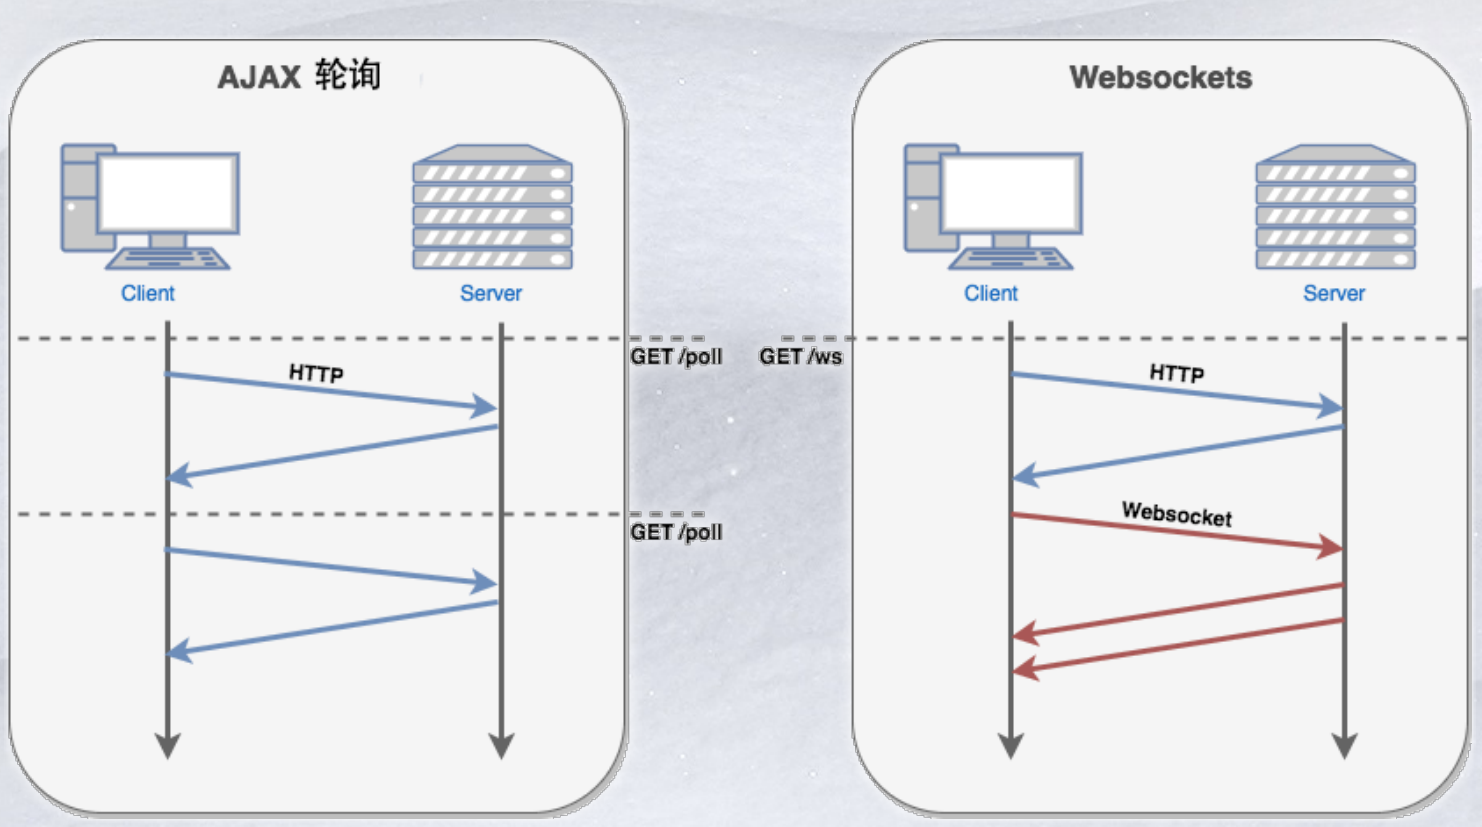 AJAX 轮询
Client
Server
GET /poll
HTTP
GET /poll
Websockets
Client
Server
GET /ws
HTTP
Websocket